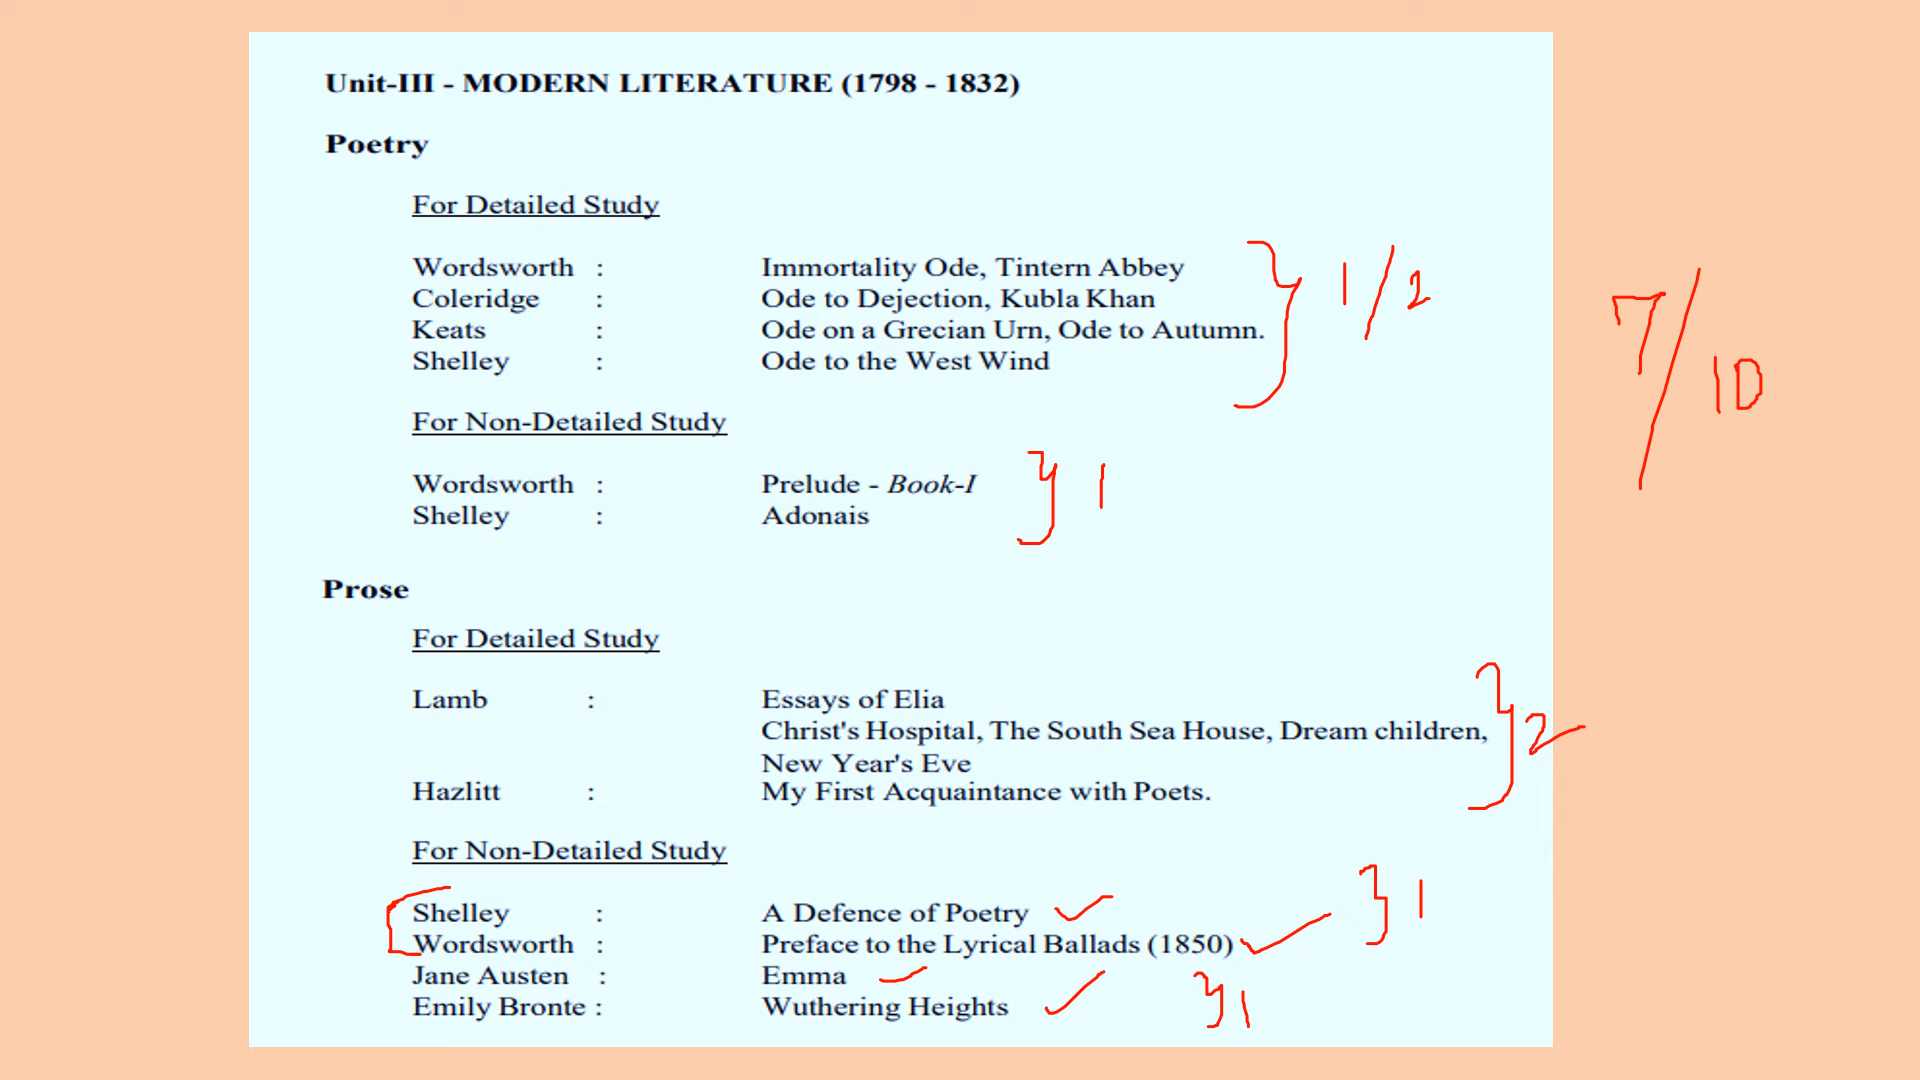 Unit-III - MODERN LITERATURE (1798 - 1832)
Poetry
For Detailed Study
Wordsworth : Immortality Ode, Tintern Abbey
Coleridge : Ode to Dejection, Kubla Khan
Keats : Ode on a Grecian Urn, Ode to Autumn.
Shelley : Ode to the West Wind
1/2
7/10
For Non-Detailed Study
Wordsworth : Prelude - Book-I
Shelley : Adonais
1
Prose
For Detailed Study
Lamb : Essays of Elia
Christ's Hospital, The South Sea House, Dream children,
New Year's Eve
Hazlitt : My First Acquaintance with Poets.
2
For Non-Detailed Study
Shelley : A Defence of Poetry
Wordsworth : Preface to the Lyrical Ballads (1850)
1
Jane Austen : Emma
Emily Bronte : Wuthering Heights
1